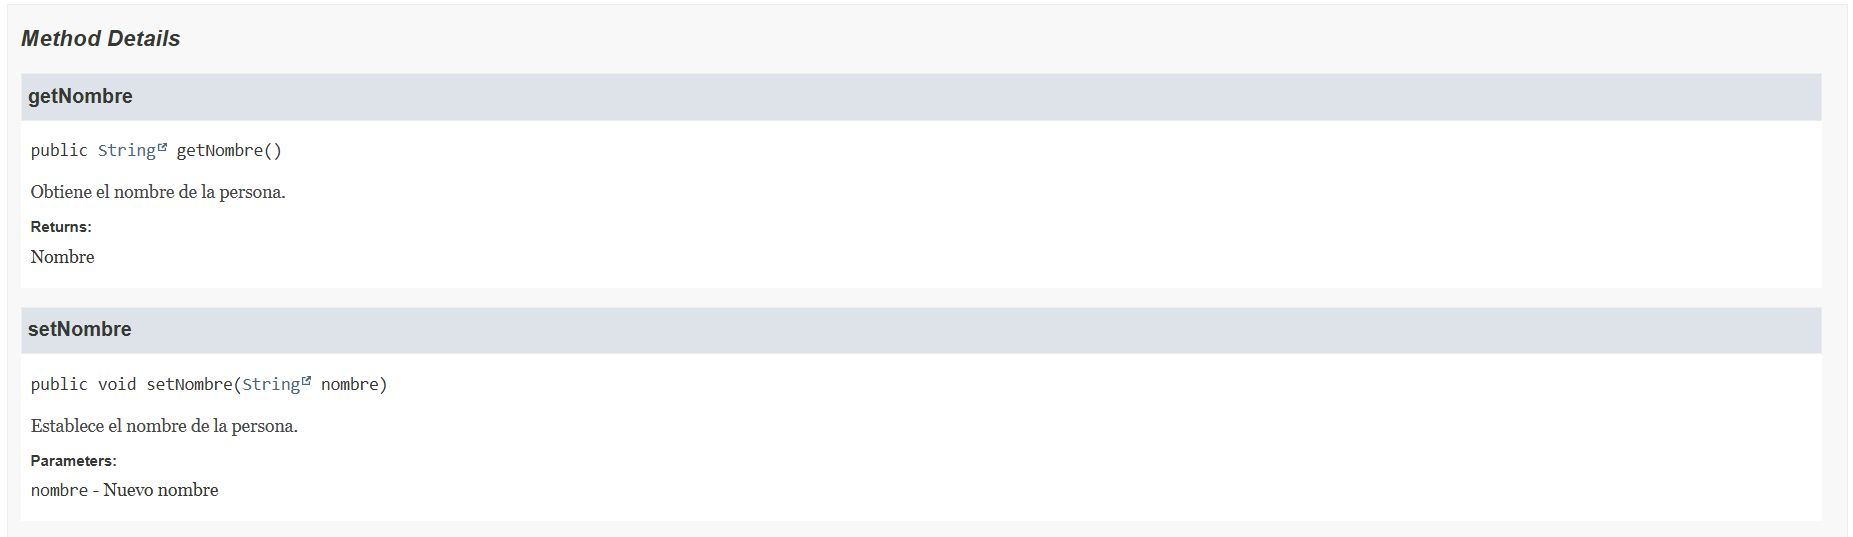 Method Details
getNombre
public String getNombre()
Obtiene el nombre de la persona.
Returns:
Nombre
setNombre
public void setNombre(String nombre)
Establece el nombre de la persona.
Parameters:
nombre - Nuevo nombre